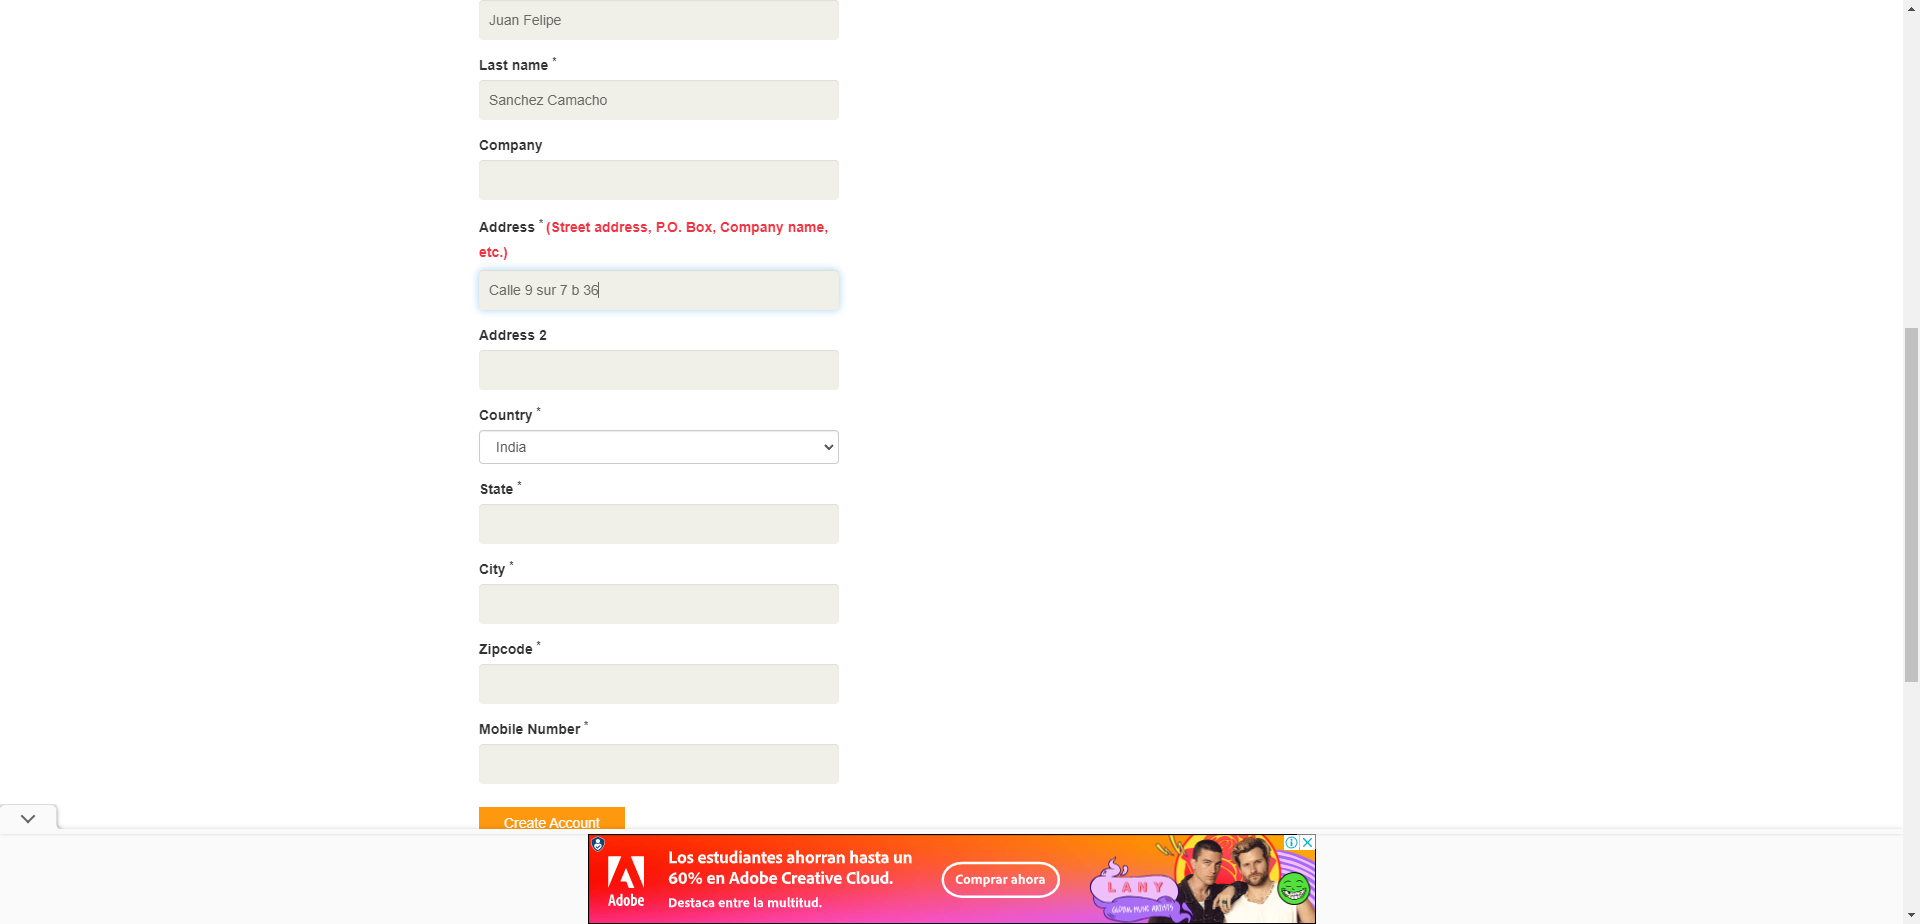 Juan Felipe
Last name *
Sanchez Camacho
Company
Address * (Street address, P.O. Box, Company name,
etc.)
Calle 9 sur 7 b 36
Address 2
Country *
India
State *
City *
Zipcode *
Mobile Number *
Create Account
Adobe
Los estudiantes ahorran hasta un
60% en Adobe Creative Cloud.
Destaca entre la multitud.
Comprar ahora
LANY
GLOBAL MUSIC ARTISTS